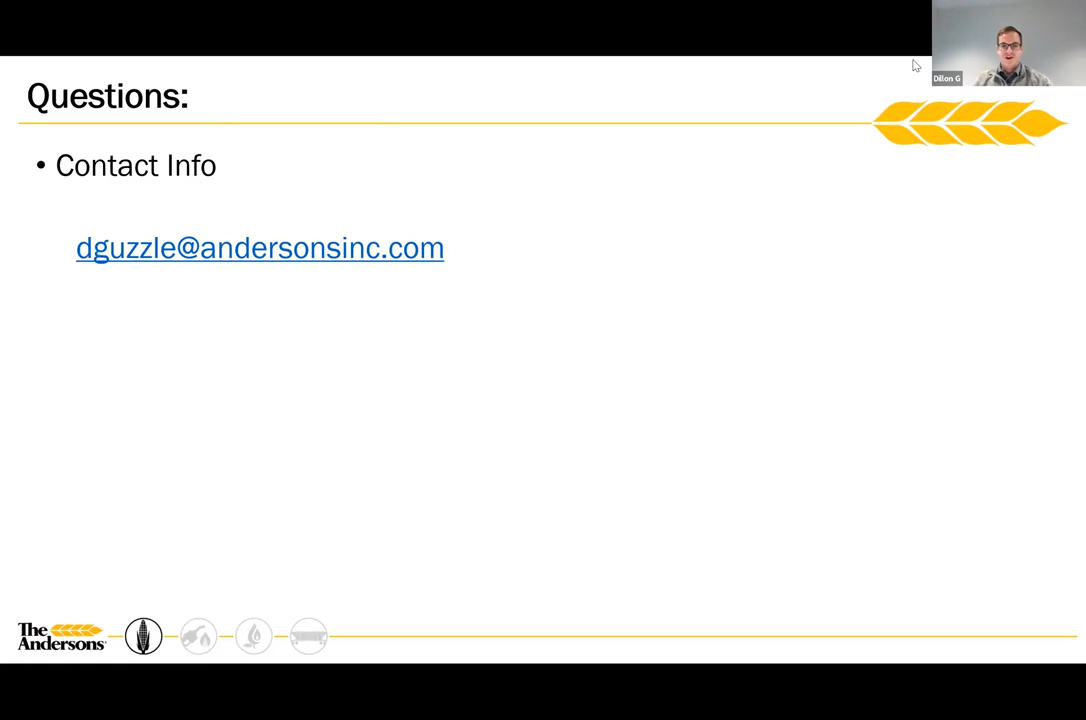 Dillon G
Questions:
• Contact Info
dguzzle@andersonsinc.com
The
Andersons